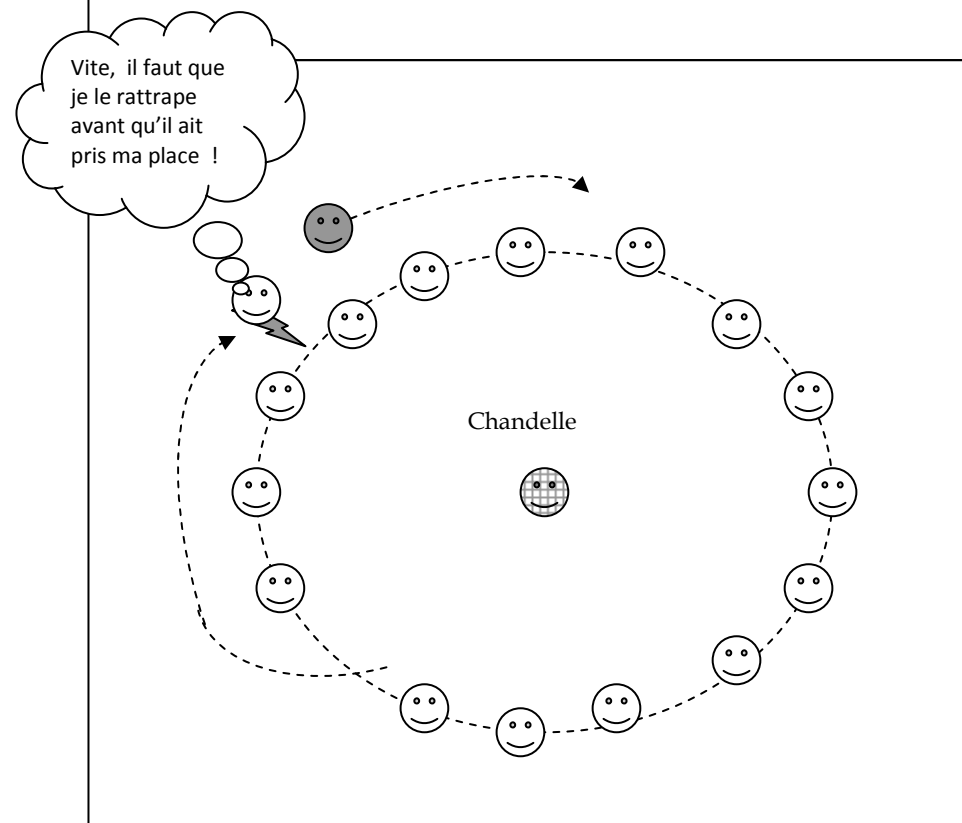 Vite, il faut que
je le rattrape
avant qu'il ait
pris ma place !
Chandelle